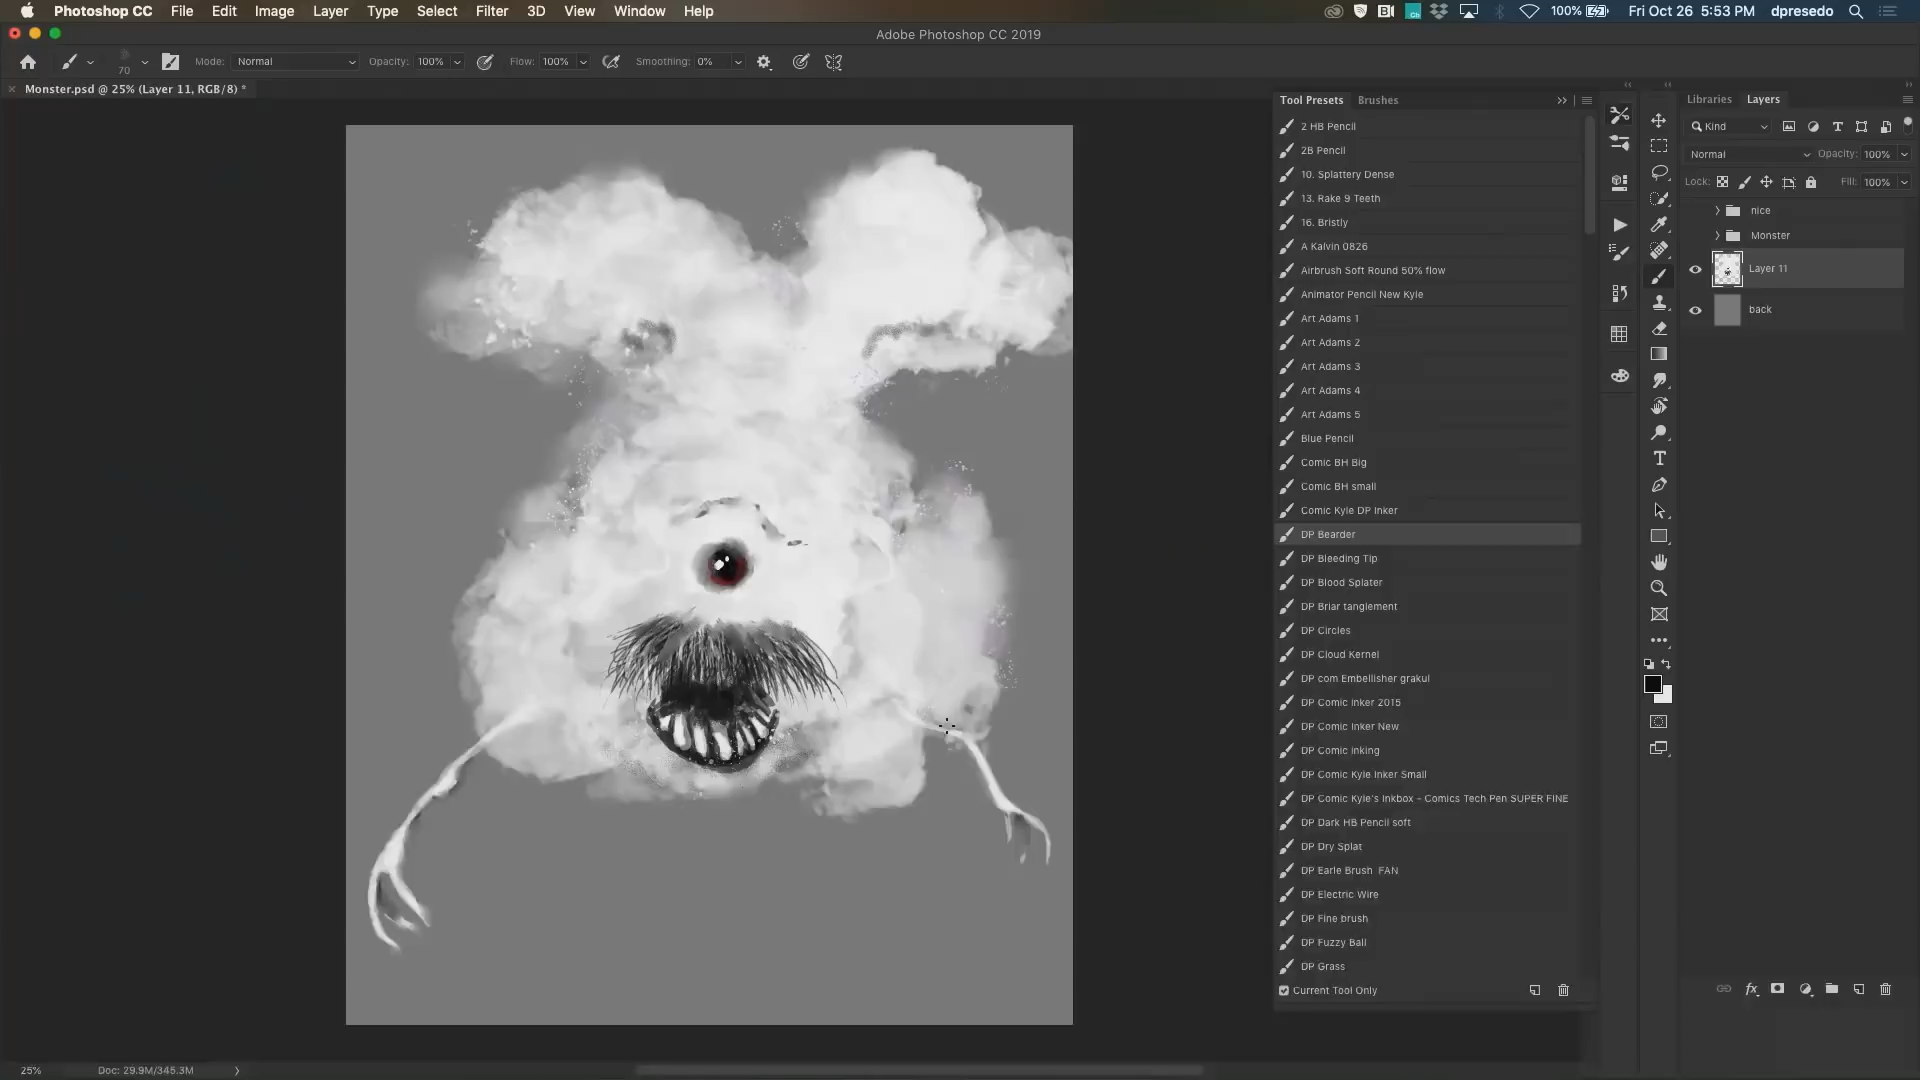 Photoshop CC File Edit Image Layer Type Select Filter 3D View Window Help 100% Fri Oct 26 5:53 PM dpresedo
Adobe Photoshop CC 2019
70 Mode: Normal Opacity: 100% Flow: 100% Smoothing: 0%
Monster.psd @ 25% (Layer 11, RGB/8) *
Tool Presets Brushes
2 HB Pencil
2B Pencil
10. Splattery Dense
13. Rake 9 Teeth
16. Bristly
A Kalvin 0826
Airbrush Soft Round 50% flow
Animator Pencil New Kyle
Art Adams 1
Art Adams 2
Art Adams 3
Art Adams 4
Art Adams 5
Blue Pencil
Comic BH Big
Comic BH small
Comic Kyle DP Inker
DP Bearder
DP Bleeding Tip
DP Blood Splater
DP Briar tanglement
DP Circles
DP Cloud Kernel
DP com Embellisher grakul
DP Comic Inker 2015
DP Comic Inker New
DP Comic inking
DP Comic Kyle Inker Small
DP Comic Kyle's Inkbox - Comics Tech Pen SUPER FINE
DP Dark HB Pencil soft
DP Dry Splat
DP Earle Brush FAN
DP Electric Wire
DP Fine brush
DP Fuzzy Ball
DP Grass
Current Tool Only
Libraries Layers
Kind
Normal Opacity: 100%
Lock: Fill: 100%
nice
Monster
Layer 11
back
25% Doc: 29.9M/345.3M